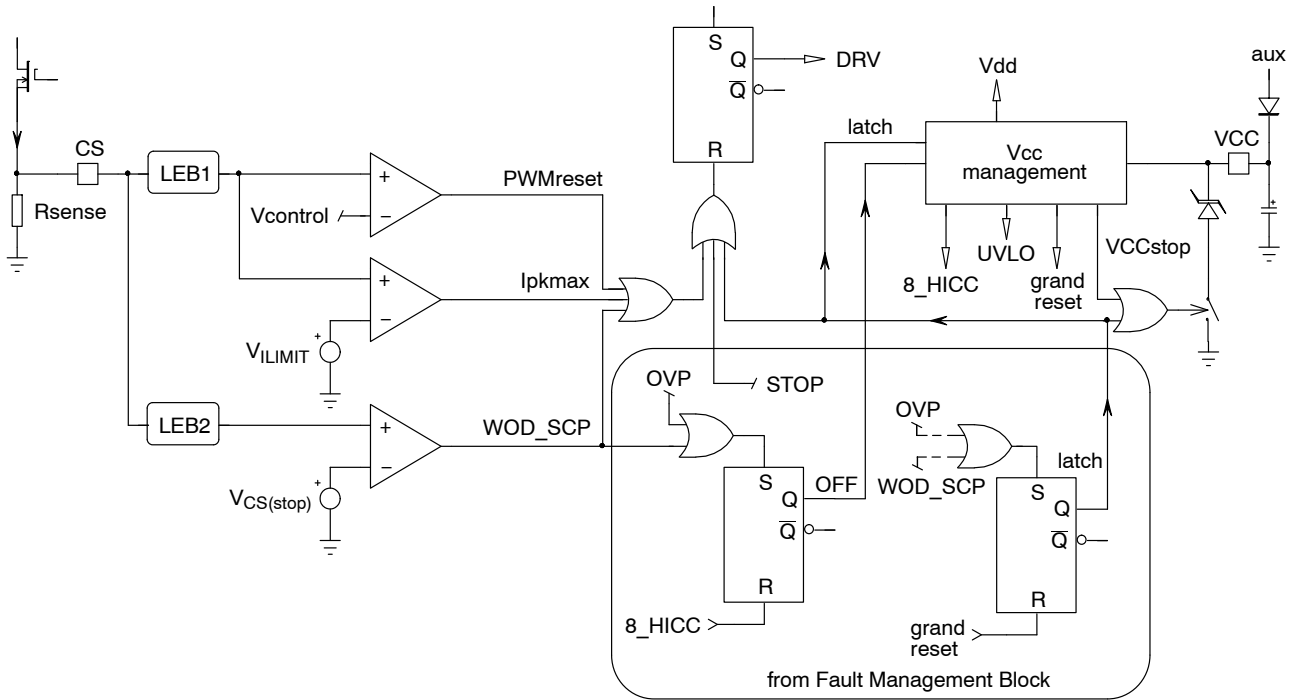 S
Q
Q
R
DRV
Vdd
aux
latch
Vcc
management
VCC
CS
LEB1
+
−
PWMreset
Rsense
Vcontrol
UVLO
VCCstop
8_HICC
grand
reset
+
−
Ipkmax
+
VILIMIT
OVP
STOP
LEB2
+
−
WOD_SCP
OVP
WOD_SCP
latch
+
VCS(stop)
S
Q
Q
R
OFF
S
Q
Q
R
8_HICC
grand
reset
from Fault Management Block